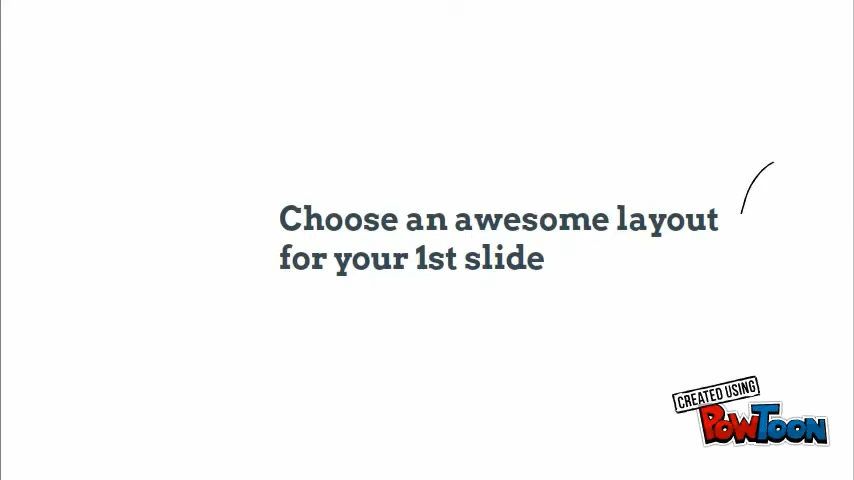 Choose an awesome layout
for your 1st slide
CREATED USING
POWTOON